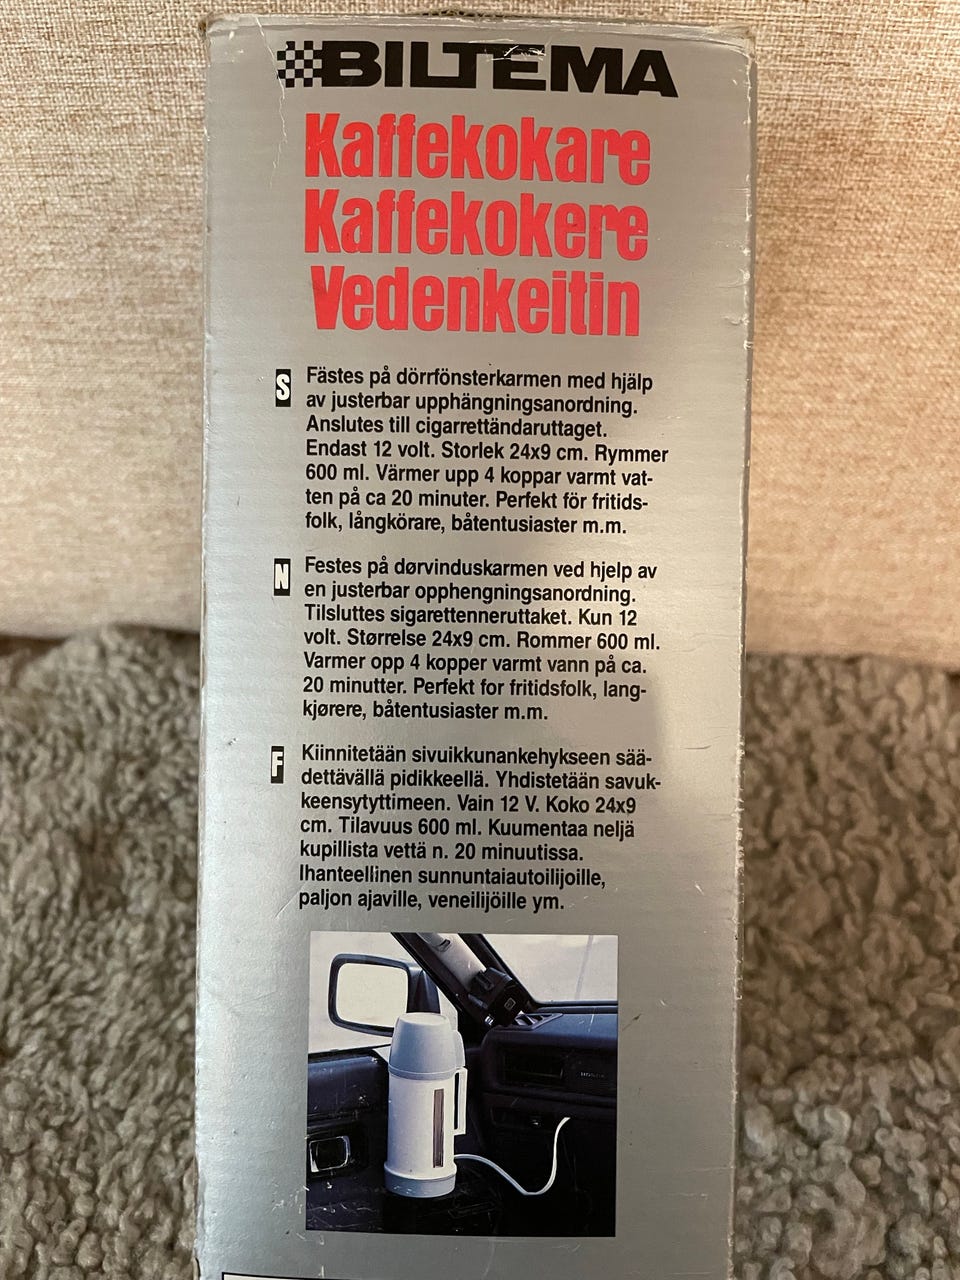 BILTEMA
Kaffekokare
Kaffekokere
Vedenkeitin
S
Fästes på dörrfönsterkarmen med hjälp
av justerbar upphängningsanordning.
Anslutes till cigarrettändaruttaget.
Endast 12 volt. Storlek 24x9 cm. Rymmer
600 ml. Värmer upp 4 koppar varmt vat-
ten på ca 20 minuter. Perfekt för fritids-
folk, långkörare, båtentusiaster m.m.
N
Festes på dørvinduskarmen ved hjelp av
en justerbar opphengningsanordning.
Tilsluttes sigarettenneruttaket. Kun 12
volt. Størrelse 24x9 cm. Rommer 600 ml.
Varmer opp 4 kopper varmt vann på ca.
20 minutter. Perfekt for fritidsfolk, lang-
kjørere, båtentusiaster m.m.
F
Kiinnitetään sivuikkunankehykseen sää-
dettävällä pidikkeellä. Yhdistetään savuk-
keensytyttimeen. Vain 12 V. Koko 24x9
cm. Tilavuus 600 ml. Kuumentaa neljä
kupillista vettä n. 20 minuutissa.
Ihanteellinen sunnuntaiautoilijoille,
paljon ajaville, veneilijöille ym.